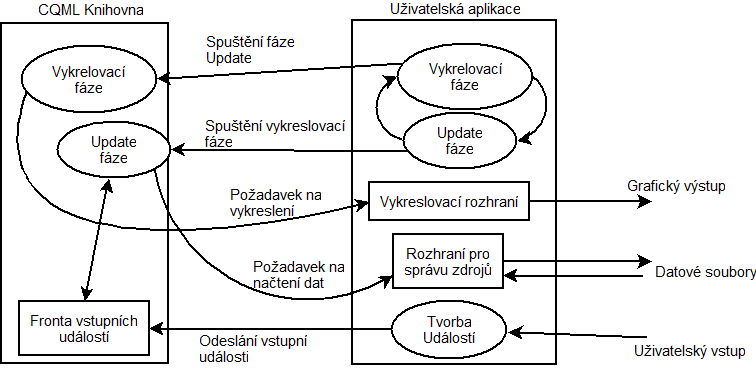 CQML Knihovna
Uživatelská aplikace
Vykrelovací
fáze
Spuštění fáze
Update
Vykrelovací
fáze
Update
fáze
Spuštění vykreslovací
fáze
Update
fáze
Požadavek na
vykreslení
Vykreslovací rozhraní
Grafický výstup
Požadavek na
načtení dat
Rozhraní pro
správu zdrojů
Datové soubory
Fronta vstupních
událostí
Odeslání vstupní
události
Tvorba
Událostí
Uživatelský vstup